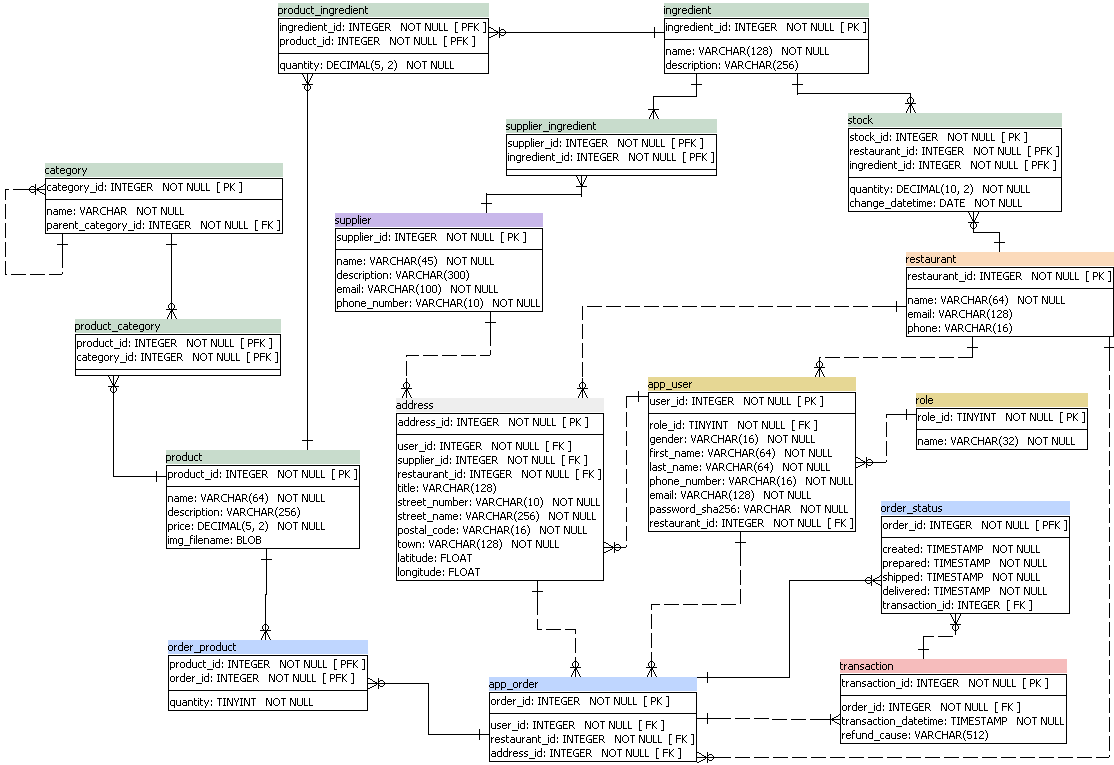 product_ingredient
ingredient_id: INTEGER NOT NULL [ PFK ]
product_id: INTEGER NOT NULL [ PFK ]
quantity: DECIMAL(5, 2) NOT NULL
ingredient
ingredient_id: INTEGER NOT NULL [ PK ]
name: VARCHAR(128) NOT NULL
description: VARCHAR(256)
supplier_ingredient
supplier_id: INTEGER NOT NULL [ PFK ]
ingredient_id: INTEGER NOT NULL [ PFK ]
stock
stock_id: INTEGER NOT NULL [ PK ]
restaurant_id: INTEGER NOT NULL [ PFK ]
ingredient_id: INTEGER NOT NULL [ PFK ]
quantity: DECIMAL(10, 2) NOT NULL
change_datetime: DATE NOT NULL
category
category_id: INTEGER NOT NULL [ PK ]
name: VARCHAR NOT NULL
parent_category_id: INTEGER NOT NULL [ FK ]
supplier
supplier_id: INTEGER NOT NULL [ PK ]
name: VARCHAR(45) NOT NULL
description: VARCHAR(300)
email: VARCHAR(100) NOT NULL
phone_number: VARCHAR(10) NOT NULL
restaurant
restaurant_id: INTEGER NOT NULL [ PK ]
name: VARCHAR(64) NOT NULL
email: VARCHAR(128)
phone: VARCHAR(16)
product_category
product_id: INTEGER NOT NULL [ PFK ]
category_id: INTEGER NOT NULL [ PFK ]
address
address_id: INTEGER NOT NULL [ PK ]
user_id: INTEGER NOT NULL [ FK ]
supplier_id: INTEGER NOT NULL [ FK ]
restaurant_id: INTEGER NOT NULL [ FK ]
title: VARCHAR(128)
street_number: VARCHAR(10) NOT NULL
street_name: VARCHAR(256) NOT NULL
postal_code: VARCHAR(16) NOT NULL
town: VARCHAR(128) NOT NULL
latitude: FLOAT
longitude: FLOAT
app_user
user_id: INTEGER NOT NULL [ PK ]
role_id: TINYINT NOT NULL [ FK ]
gender: VARCHAR(16) NOT NULL
first_name: VARCHAR(64) NOT NULL
last_name: VARCHAR(64) NOT NULL
phone_number: VARCHAR(16) NOT NULL
email: VARCHAR(128) NOT NULL
password_sha256: VARCHAR NOT NULL
restaurant_id: INTEGER NOT NULL [ FK ]
role
role_id: TINYINT NOT NULL [ PK ]
name: VARCHAR(32) NOT NULL
product
product_id: INTEGER NOT NULL [ PK ]
name: VARCHAR(64) NOT NULL
description: VARCHAR(256)
price: DECIMAL(5, 2) NOT NULL
img_filename: BLOB
order_status
order_id: INTEGER NOT NULL [ PFK ]
created: TIMESTAMP NOT NULL
prepared: TIMESTAMP NOT NULL
shipped: TIMESTAMP NOT NULL
delivered: TIMESTAMP NOT NULL
transaction_id: INTEGER [ FK ]
order_product
product_id: INTEGER NOT NULL [ PFK ]
order_id: INTEGER NOT NULL [ PFK ]
quantity: TINYINT NOT NULL
app_order
order_id: INTEGER NOT NULL [ PK ]
user_id: INTEGER NOT NULL [ FK ]
restaurant_id: INTEGER NOT NULL [ FK ]
address_id: INTEGER NOT NULL [ FK ]
transaction
transaction_id: INTEGER NOT NULL [ PK ]
order_id: INTEGER NOT NULL [ FK ]
transaction_datetime: TIMESTAMP NOT NULL
refund_cause: VARCHAR(512)